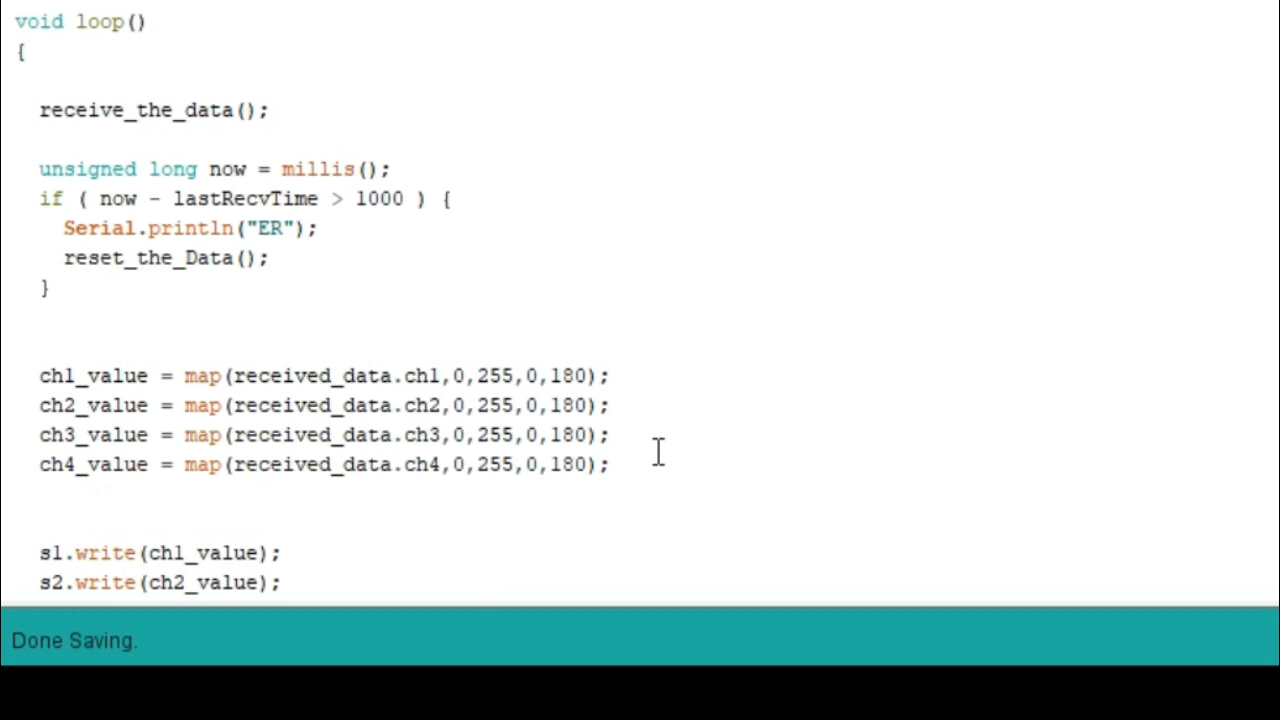 void loop()
{
receive_the_data();
unsigned long now = millis();
if ( now - lastRecvTime > 1000 ) {
Serial.println("ER");
reset_the_Data();
}
ch1_value = map(received_data.ch1,0,255,0,180);
ch2_value = map(received_data.ch2,0,255,0,180);
ch3_value = map(received_data.ch3,0,255,0,180);
ch4_value = map(received_data.ch4,0,255,0,180);
s1.write(ch1_value);
s2.write(ch2_value);
Done Saving.